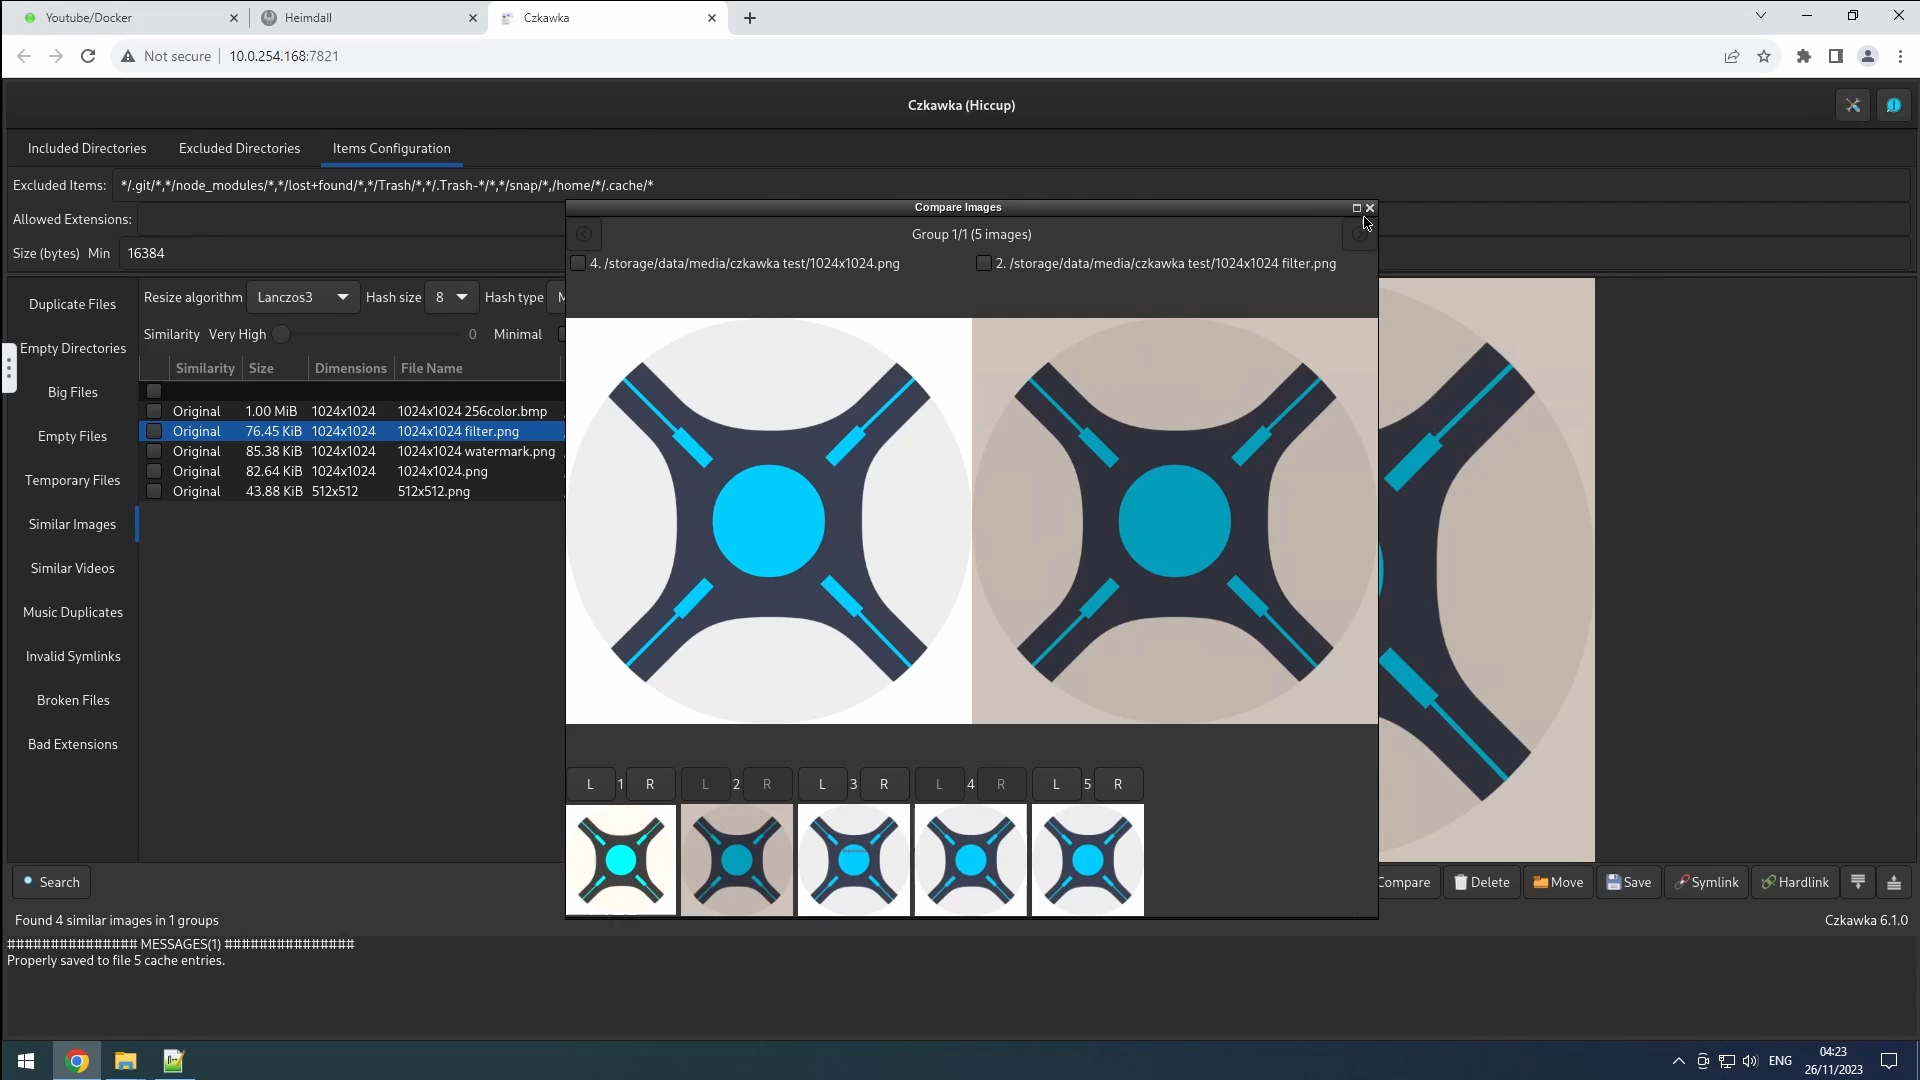 Youtube/Docker
Heimdall
Czkawka
Not secure
10.0.254.168:7821
Czkawka (Hiccup)
Included Directories
Excluded Directories
Items Configuration
Excluded Items: */.git/*,*/node_modules/*,*/lost+found/*,*/Trash/*,*/.Trash-*/*,*/snap/*,/home/*/.cache/*
Allowed Extensions:
Size (bytes) Min 16384
Compare Images
Group 1/1 (5 images)
4. /storage/data/media/czkawka test/1024x1024.png
2. /storage/data/media/czkawka test/1024x1024 filter.png
Duplicate Files
Empty Directories
Big Files
Empty Files
Temporary Files
Similar Images
Similar Videos
Music Duplicates
Invalid Symlinks
Broken Files
Bad Extensions
Resize algorithm Lanczos3 Hash size 8 Hash type M
Similarity Very High 0 Minimal
Similarity Size Dimensions File Name
Original 1.00 MiB 1024x1024 1024x1024 256color.bmp
Original 76.45 KiB 1024x1024 1024x1024 filter.png
Original 85.38 KiB 1024x1024 1024x1024 watermark.png
Original 82.64 KiB 1024x1024 1024x1024.png
Original 43.88 KiB 512x512 512x512.png
L 1 R L 2 R L 3 R L 4 R L 5 R
Search
Compare
Delete
Move
Save
Symlink
Hardlink
Found 4 similar images in 1 groups
Czkawka 6.1.0
############### MESSAGES(1) ###############
Properly saved to file 5 cache entries.
ENG
04:23
26/11/2023